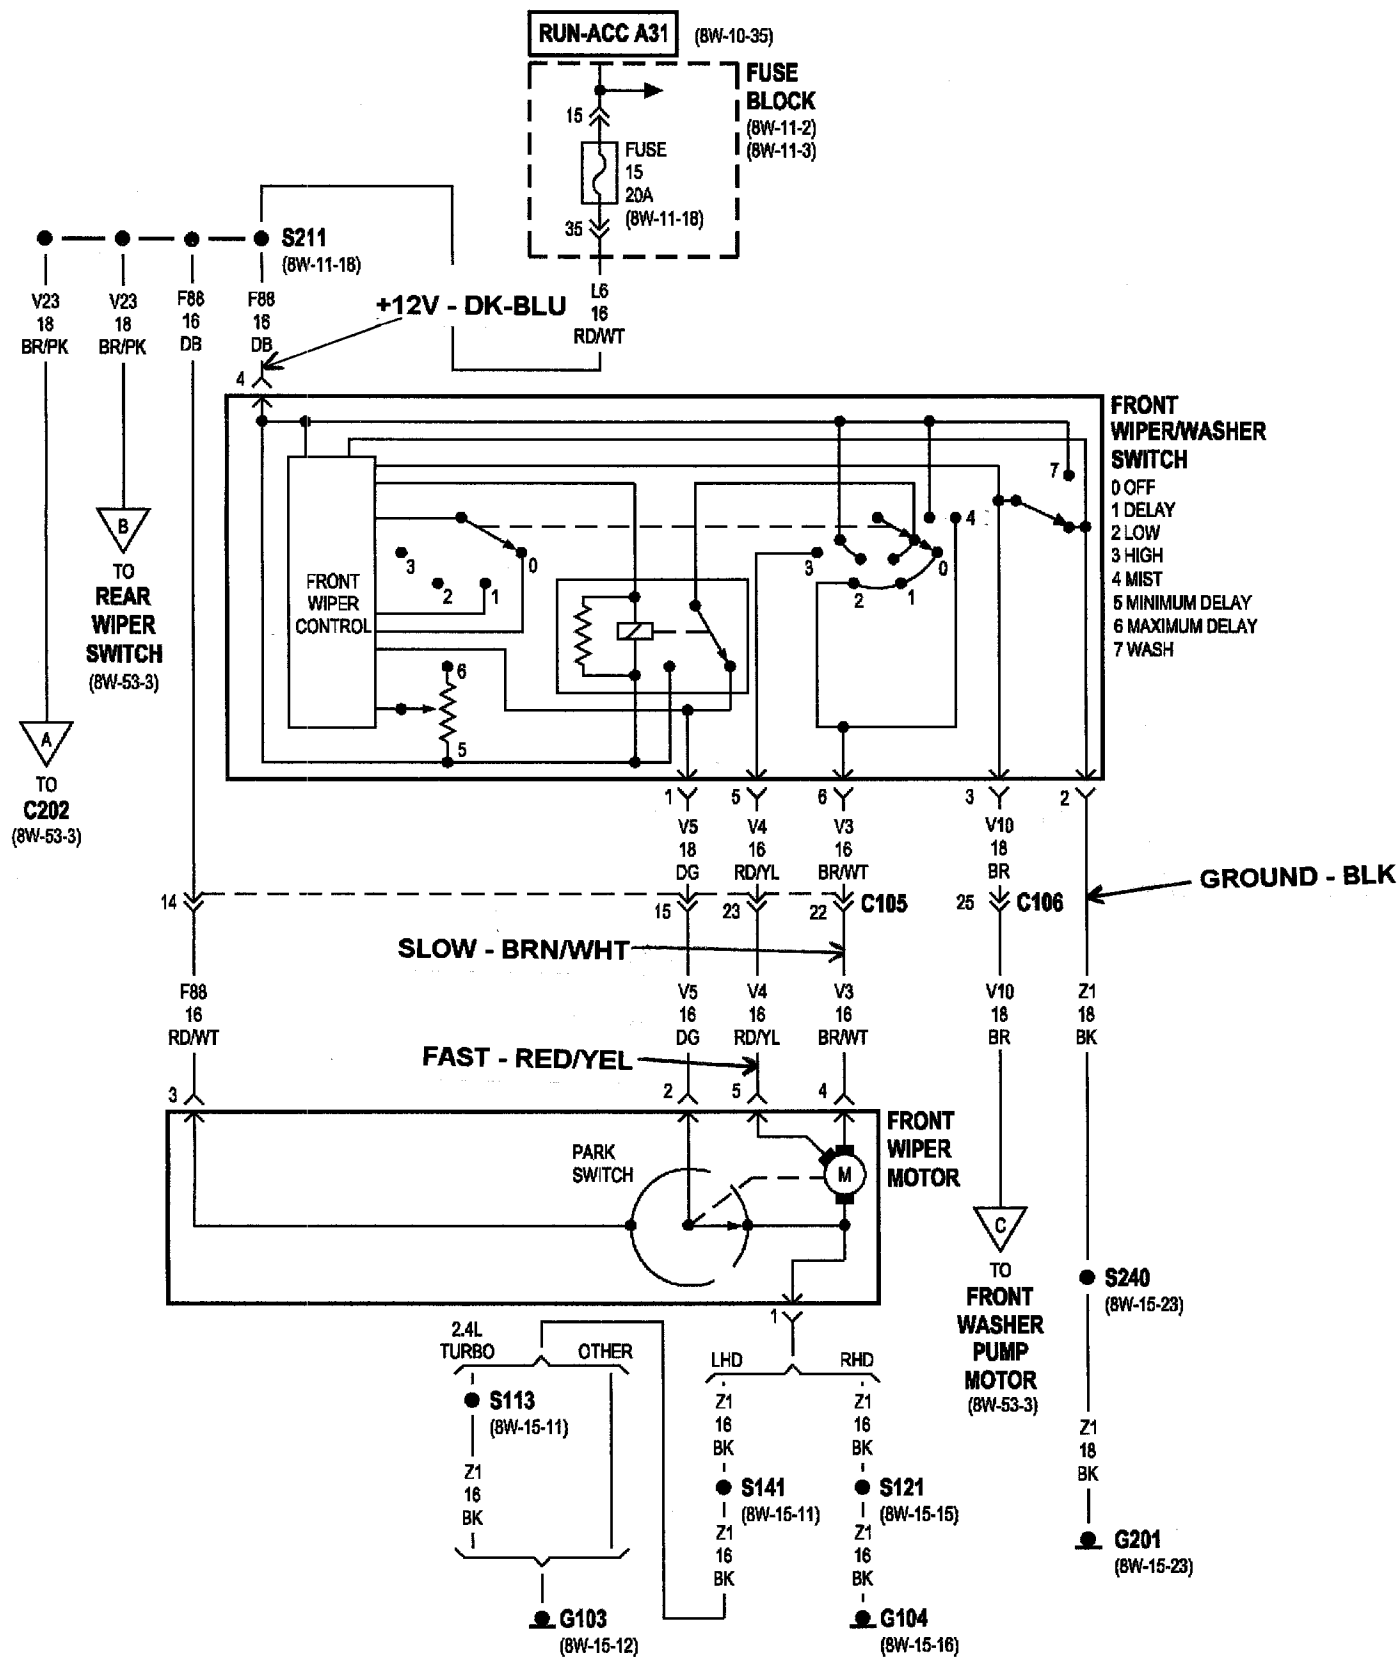 RUN-ACC A31 (8W-10-35)
FUSE
BLOCK
(8W-11-2)
(8W-11-3)
15
FUSE
15
20A
(8W-11-18)
35
S211
(8W-11-18)
V23
18
BR/PK
V23
18
BR/PK
F88
16
DB
F88
16
DB
+12V - DK-BLU
L6
16
RD/WT
4
FRONT
WIPER/WASHER
SWITCH
0 OFF
1 DELAY
2 LOW
3 HIGH
4 MIST
5 MINIMUM DELAY
6 MAXIMUM DELAY
7 WASH
7
4
3
2
1
0
3
2
1
0
FRONT
WIPER
CONTROL
6
5
B
TO
REAR
WIPER
SWITCH
(8W-53-3)
A
TO
C202
(8W-53-3)
1
5
6
3
2
V5
18
DG
V4
16
RD/YL
V3
16
BR/WT
V10
18
BR
GROUND - BLK
14
15
23
22
C105
25
C106
SLOW - BRN/WHT
F88
16
RD/WT
V5
16
DG
V4
16
RD/YL
V3
16
BR/WT
V10
18
BR
Z1
18
BK
FAST - RED/YEL
3
2
5
4
FRONT
WIPER
MOTOR
PARK
SWITCH
M
C
TO
FRONT
WASHER
PUMP
MOTOR
(8W-53-3)
S240
(8W-15-23)
1
2.4L
TURBO
OTHER
LHD
RHD
S113
(8W-15-11)
Z1
16
BK
Z1
16
BK
Z1
16
BK
S141
(8W-15-11)
S121
(8W-15-15)
Z1
16
BK
Z1
16
BK
Z1
18
BK
G103
(8W-15-12)
G104
(8W-15-16)
G201
(8W-15-23)